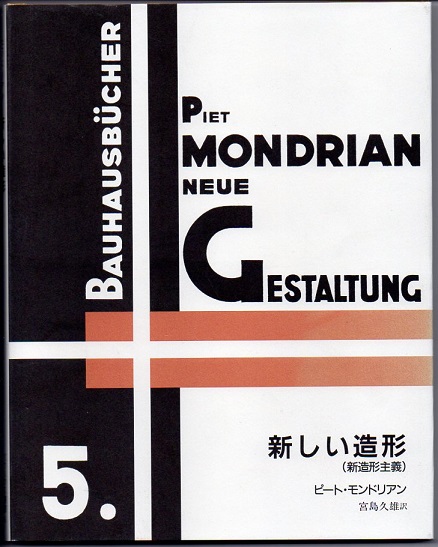 BAUHAUSBÜCHER
PIET
MONDRIAN
NEUE
GESTALTUNG
5.
新しい造形
(新造形主義)
ピート・モンドリアン
宮島久雄訳